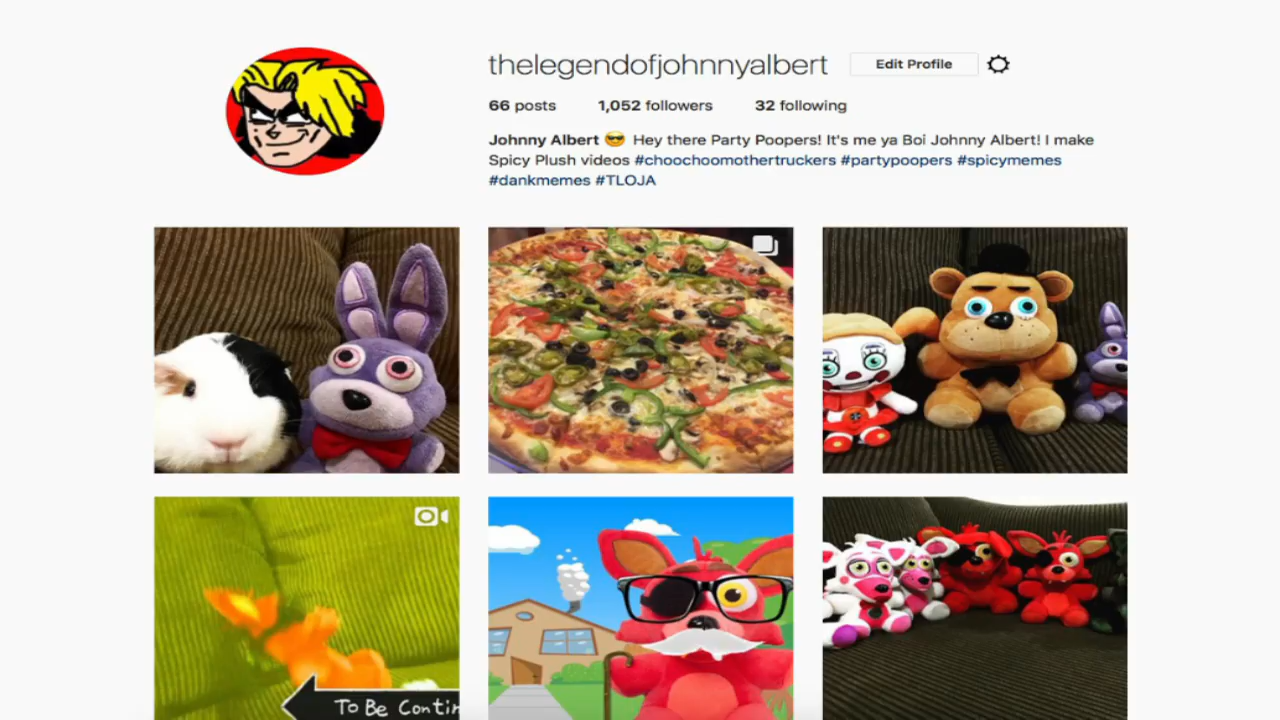 thelegendofjohnnyalbert Edit Profile
66 posts 1,052 followers 32 following
Johnny Albert 😎 Hey there Party Poopers! It's me ya Boi Johnny Albert! I make
Spicy Plush videos #choochoomothertruckers #partypoopers #spicymemes
#dankmemes #TLOJA
To Be Contin